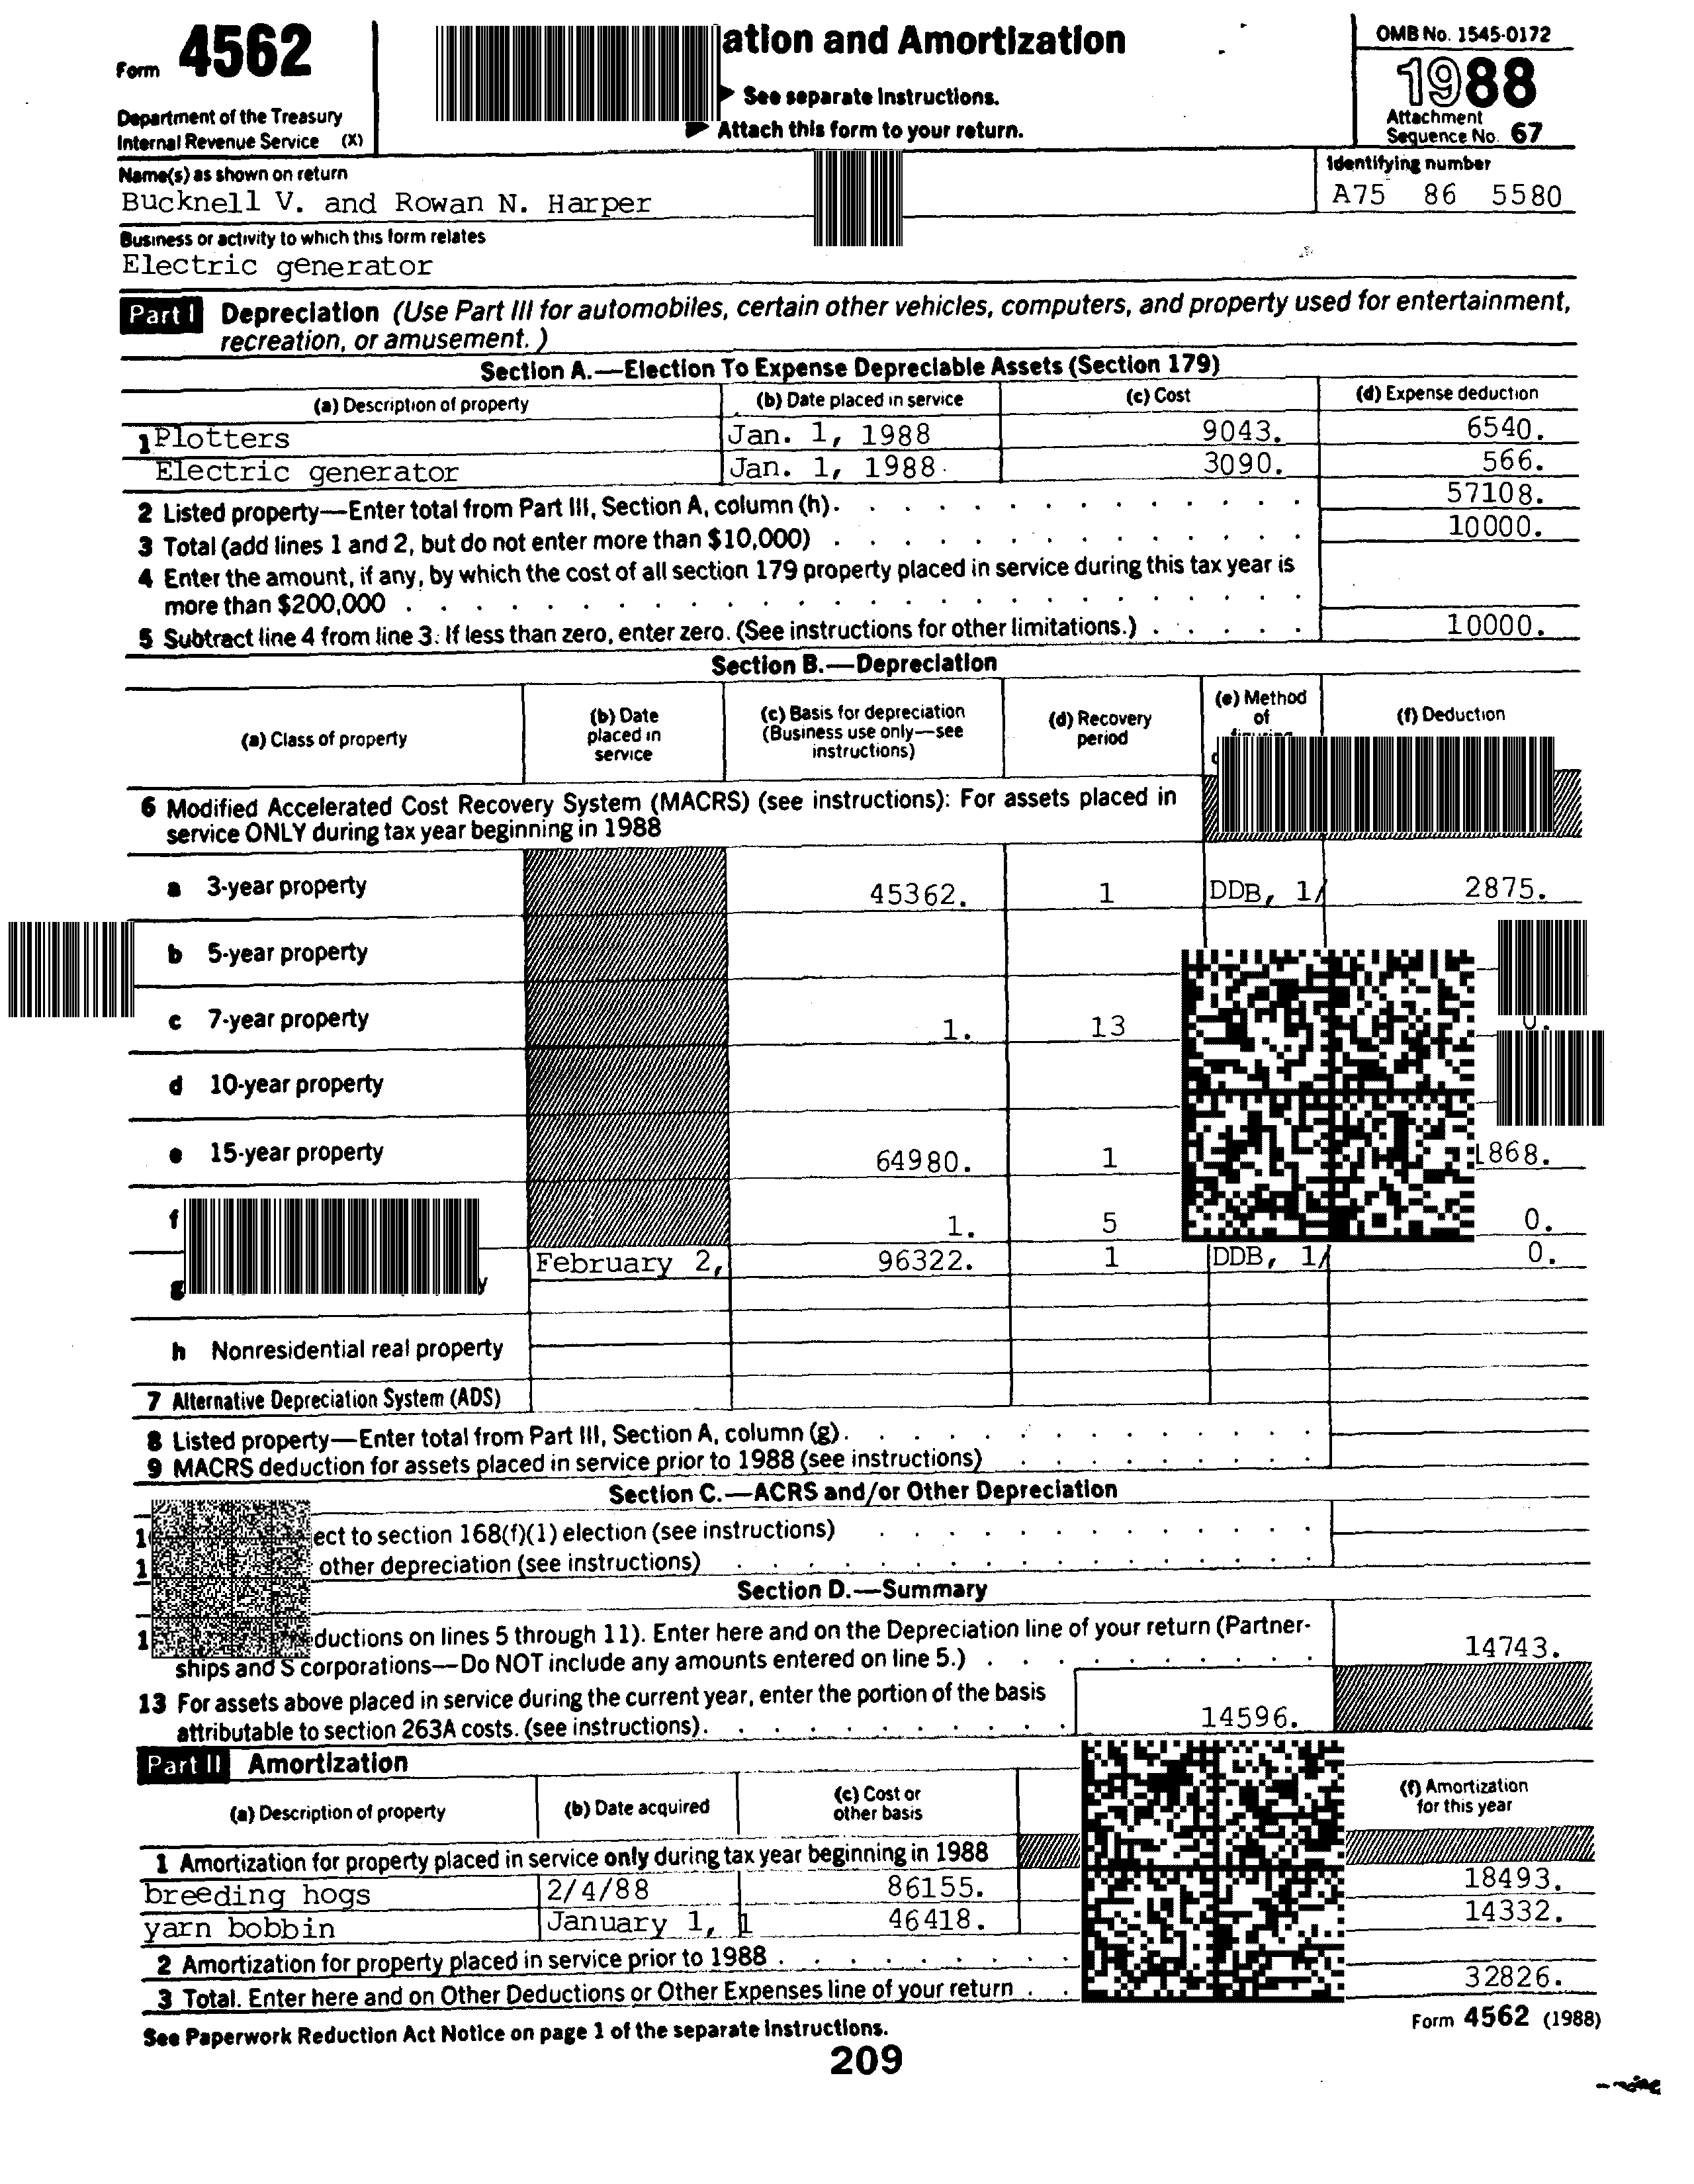 Form 4562
ation and Amortization
OMB No. 1545-0172
1988
See separate instructions.
Attach this form to your return.
Department of the Treasury
Internal Revenue Service (X)
Attachment
Sequence No. 67
Name(s) as shown on return
Identifying number
Bucknell V. and Rowan N. Harper
A75 86 5580
Business or activity to which this form relates
Electric generator
Part I Depreciation (Use Part III for automobiles, certain other vehicles, computers, and property used for entertainment,
recreation, or amusement. )
Section A.—Election To Expense Depreciable Assets (Section 179)
(a) Description of property (b) Date placed in service (c) Cost (d) Expense deduction
1 Plotters Jan. 1, 1988 9043. 6540.
Electric generator Jan. 1, 1988 3090. 566.
2 Listed property—Enter total from Part III, Section A, column (h). 57108.
3 Total (add lines 1 and 2, but do not enter more than $10,000) 10000.
4 Enter the amount, if any, by which the cost of all section 179 property placed in service during this tax year is
more than $200,000
5 Subtract line 4 from line 3. If less than zero, enter zero. (See instructions for other limitations.) 10000.
Section B.—Depreciation
(a) Class of property
(b) Date
placed in
service
(c) Basis for depreciation
(Business use only—see
instructions)
(d) Recovery
period
(e) Method
of
(f) Deduction
6 Modified Accelerated Cost Recovery System (MACRS) (see instructions): For assets placed in
service ONLY during tax year beginning in 1988
a 3-year property 45362. 1 DDB, 1/ 2875.
b 5-year property
c 7-year property 1. 13
d 10-year property
e 15-year property 64980. 1 1868.
f 1. 5 0.
g February 2, 96322. 1 DDB, 1/ 0.
h Nonresidential real property
7 Alternative Depreciation System (ADS)
8 Listed property—Enter total from Part III, Section A, column (g).
9 MACRS deduction for assets placed in service prior to 1988 (see instructions)
Section C.—ACRS and/or Other Depreciation
ect to section 168(f)(1) election (see instructions)
other depreciation (see instructions)
Section D.—Summary
ductions on lines 5 through 11). Enter here and on the Depreciation line of your return (Partner-
ships and S corporations—Do NOT include any amounts entered on line 5.) 14743.
13 For assets above placed in service during the current year, enter the portion of the basis
attributable to section 263A costs. (see instructions). 14596.
Part II Amortization
(a) Description of property (b) Date acquired
(c) Cost or
other basis
(f) Amortization
for this year
1 Amortization for property placed in service only during tax year beginning in 1988
breeding hogs 2/4/88 86155. 18493.
yarn bobbin January 1, 1 46418. 14332.
2 Amortization for property placed in service prior to 1988
3 Total. Enter here and on Other Deductions or Other Expenses line of your return 32826.
See Paperwork Reduction Act Notice on page 1 of the separate instructions.
Form 4562 (1988)
209